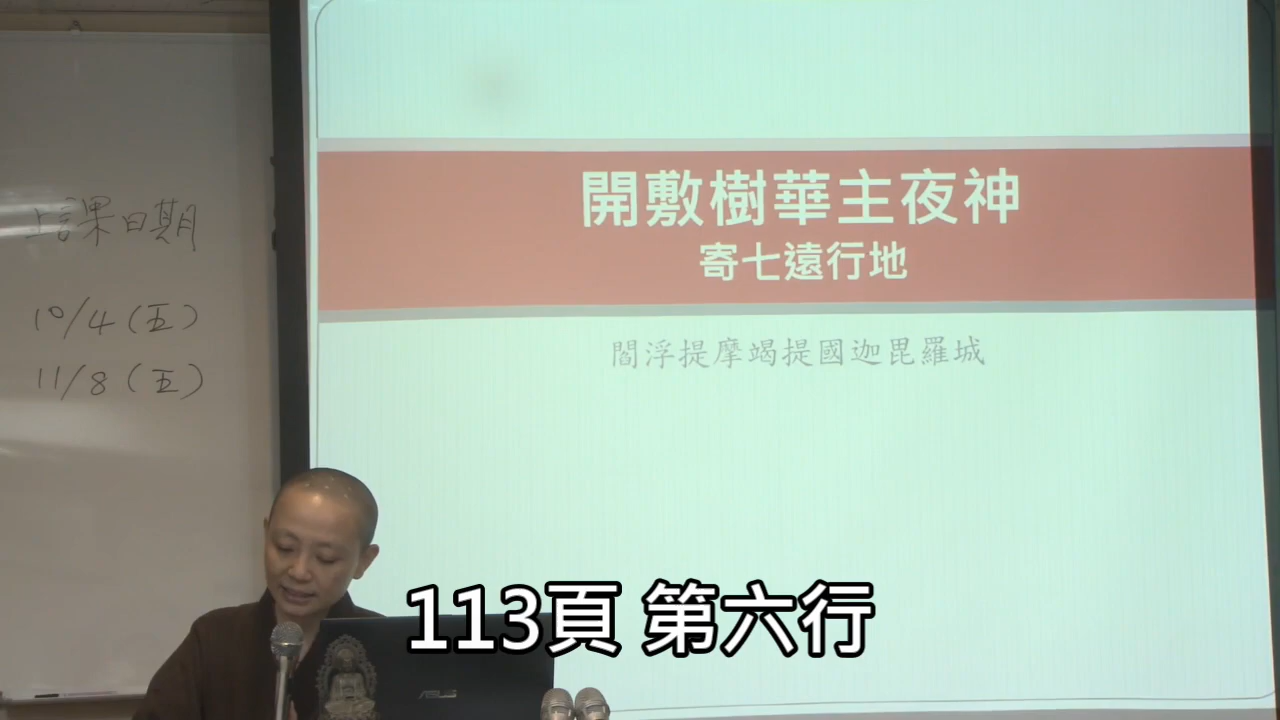 上課日期
10/4(五)
11/8(五)
開敷樹華主夜神
寄七遠行地
閻浮提摩竭提國迦毘羅城
113頁 第六行
ASUS